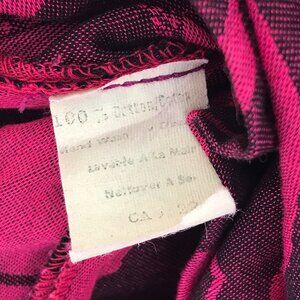 100% Cotton/Coton
Hand Wash
Lavable A La Main
Nettoyer A Sec
CA